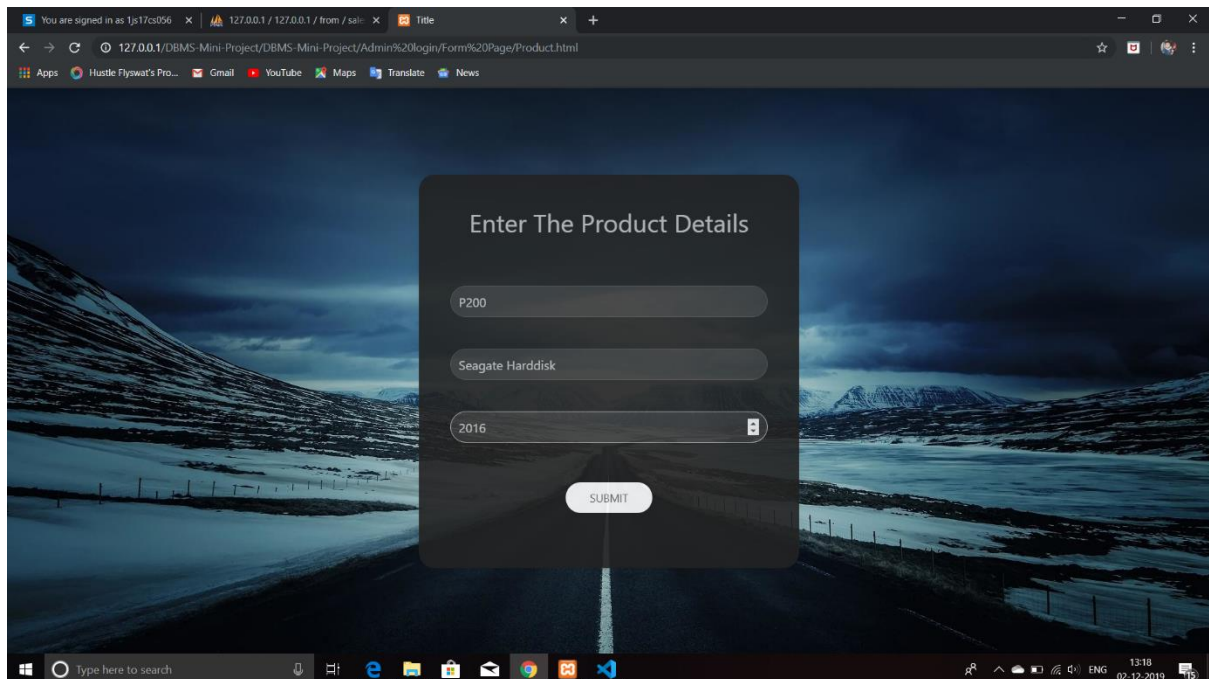 You are signed in as 1js17cs056
127.0.0.1 / 127.0.0.1 / from / sale
Title
127.0.0.1/DBMS-Mini-Project/DBMS-Mini-Project/Admin%20login/Form%20Page/Product.html
Apps Hustle Flyswat's Pro... Gmail YouTube Maps Translate News
Enter The Product Details
P200
Seagate Harddisk
2016
SUBMIT
Type here to search
ENG
13:18
02-12-2019
15